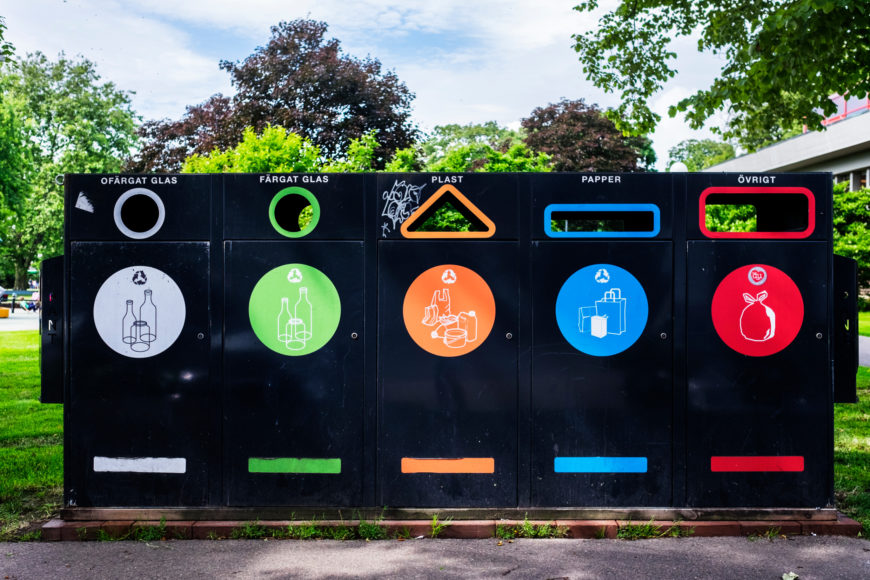 OFÄRGAT GLAS
FÄRGAT GLAS
PLAST
PAPPER
ÖVRIGT